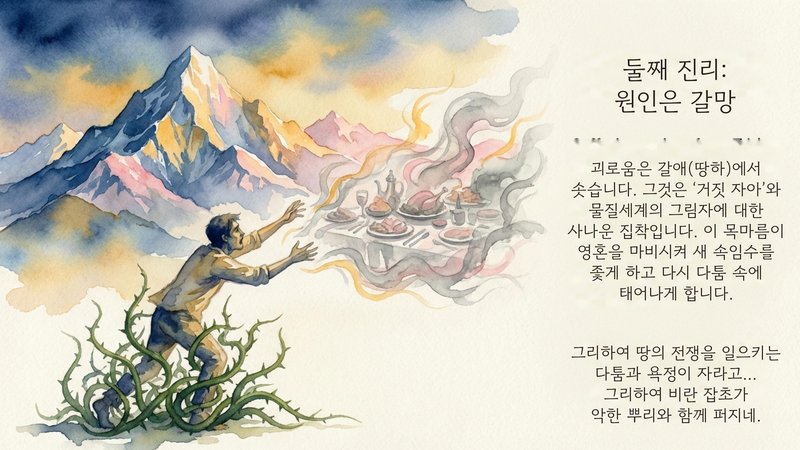 둘째 진리:
원인은 갈망
괴로움은 갈애(땅하)에서
솟습니다. 그것은 ‘거짓 자아’와
물질세계의 그림자에 대한
사나운 집착입니다. 이 목마름이
영혼을 마비시켜 새 속임수를
좇게 하고 다시 다툼 속에
태어나게 합니다.
그리하여 땅의 전쟁을 일으키는
다툼과 욕정이 자라고...
그리하여 비란 잡초가
악한 뿌리와 함께 퍼지네.